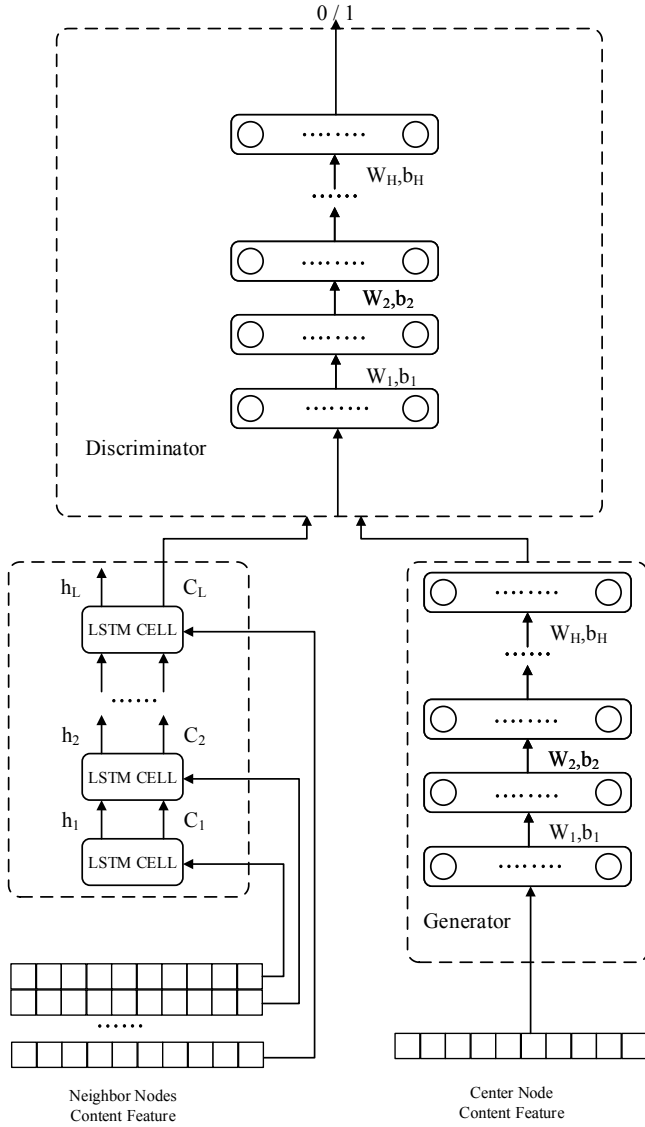 0 / 1
........
W_H,b_H
......
........
W_2,b_2
........
W_1,b_1
........
Discriminator
h_L
C_L
LSTM CELL
......
h_2
C_2
LSTM CELL
h_1
C_1
LSTM CELL
......
Neighbor Nodes
Content Feature
........
W_H,b_H
......
........
W_2,b_2
........
W_1,b_1
........
Generator
Center Node
Content Feature